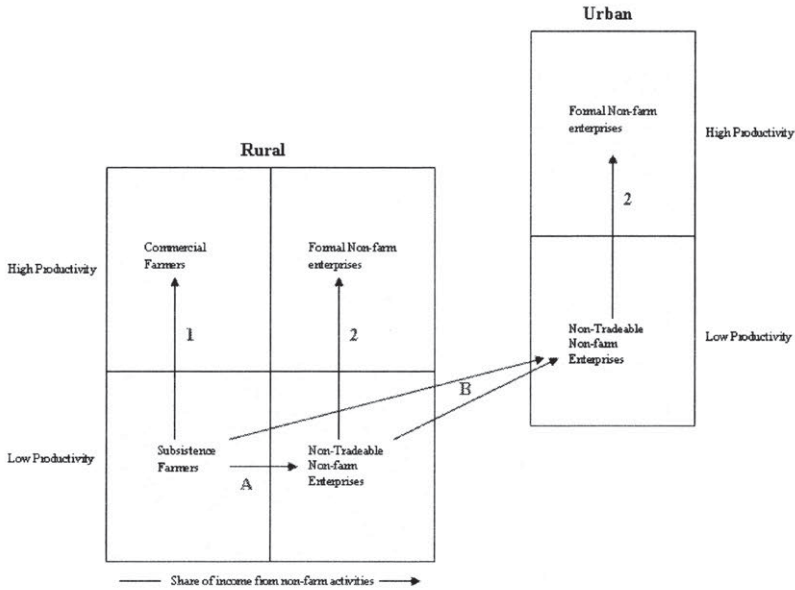 Urban
Formal Non-farm
enterprises
High Productivity
2
Rural
Commercial
Farmers
Formal Non-farm
enterprises
High Productivity
1
2
Non-Tradeable
Non-farm
Enterprises
Low Productivity
B
Subsistence
Farmers
Non-Tradeable
Non-farm
Enterprises
Low Productivity
A
Share of income from non-farm activities